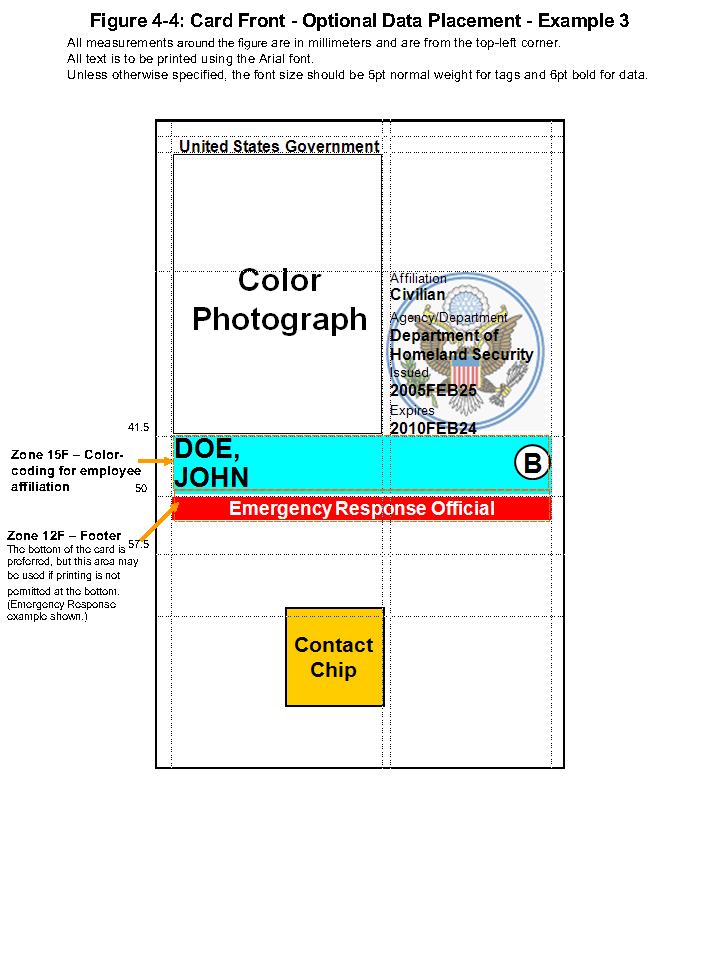 Figure 4-4: Card Front - Optional Data Placement - Example 3
All measurements around the figure are in millimeters and are from the top-left corner.
All text is to be printed using the Arial font.
Unless otherwise specified, the font size should be 5pt normal weight for tags and 6pt bold for data.
United States Government
Color
Photograph
Affiliation
Civilian
Agency/Department
Department of
Homeland Security
Issued
2005FEB25
Expires
2010FEB24
41.5
Zone 15F – Color-
coding for employee
affiliation
50
DOE,
JOHN
B
Emergency Response Official
Zone 12F – Footer
57.5
The bottom of the card is
preferred, but this area may
be used if printing is not
permitted at the bottom.
(Emergency Response
example shown.)
Contact
Chip